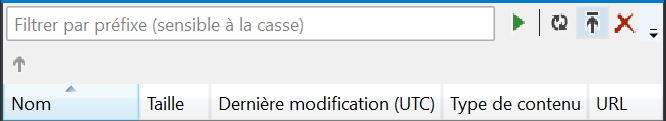 Filtrer par préfixe (sensible à la casse)
Nom Taille Dernière modification (UTC) Type de contenu URL